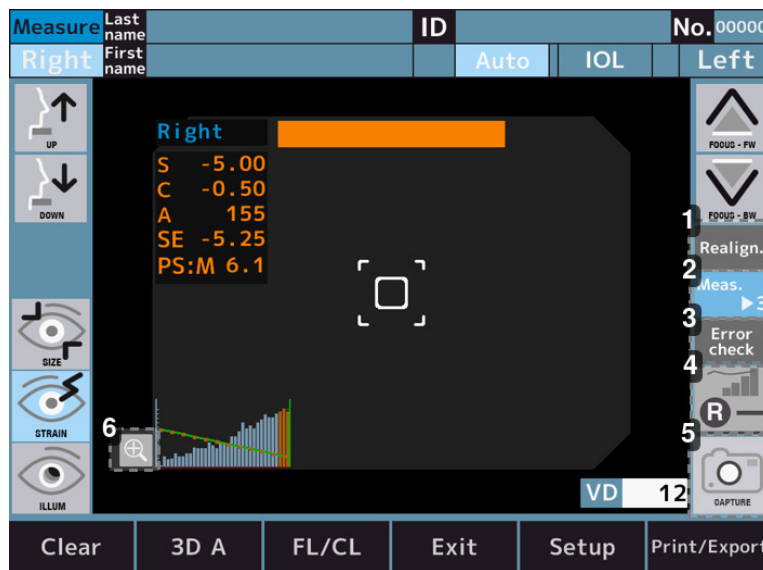 Measure Last name ID No. 00000
Right First name Auto IOL Left
UP
DOWN
SIZE
STRAIN
ILLUM
Right
S -5.00
C -0.50
A 155
SE -5.25
PS:M 6.1
6
VD 12
FOCUS - FW
FOCUS - BW
1
Realign.
2
Meas.
▶3
3
Error
check
4
R
5
CAPTURE
Clear 3D A FL/CL Exit Setup Print/Export